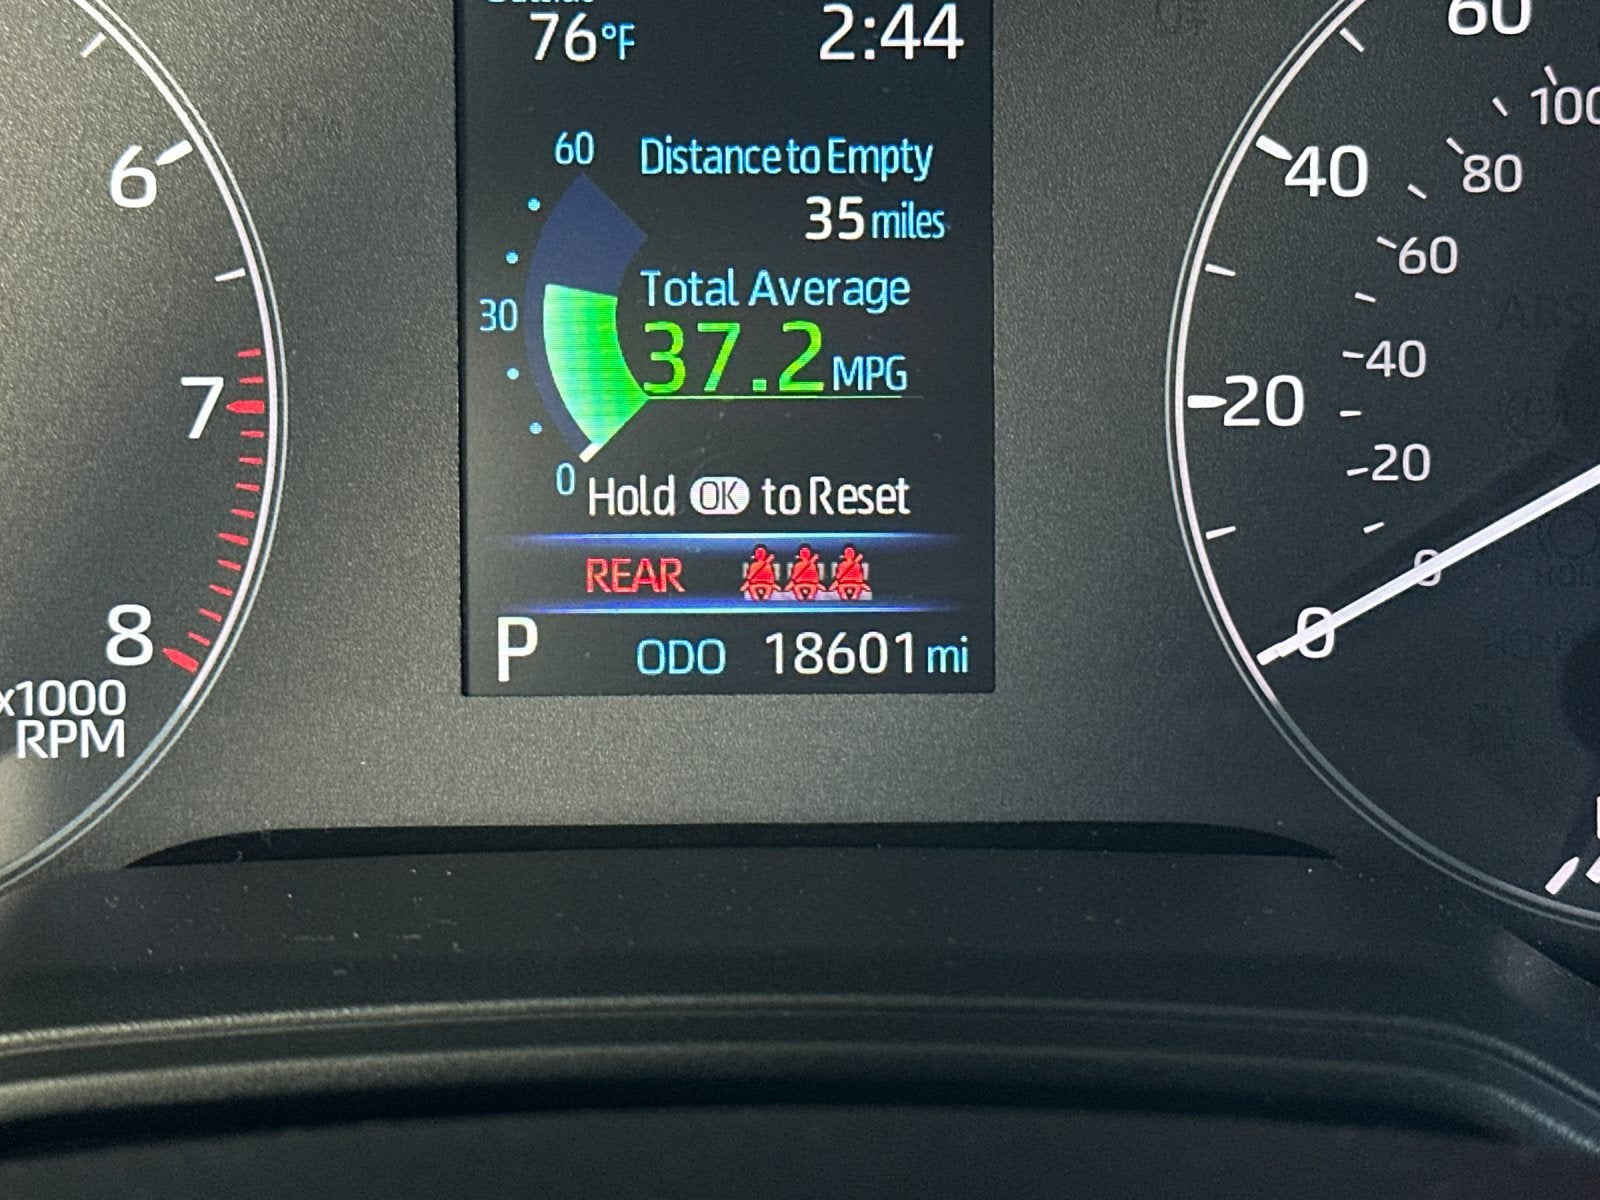 Outside
76°F 2:44
60 Distance to Empty
35 miles
Total Average
30 37.2 MPG
0 Hold OK to Reset
REAR
P ODO 18601 mi
6
7
8
x1000
RPM
60
100
40 80
60
40
20
20
0
0